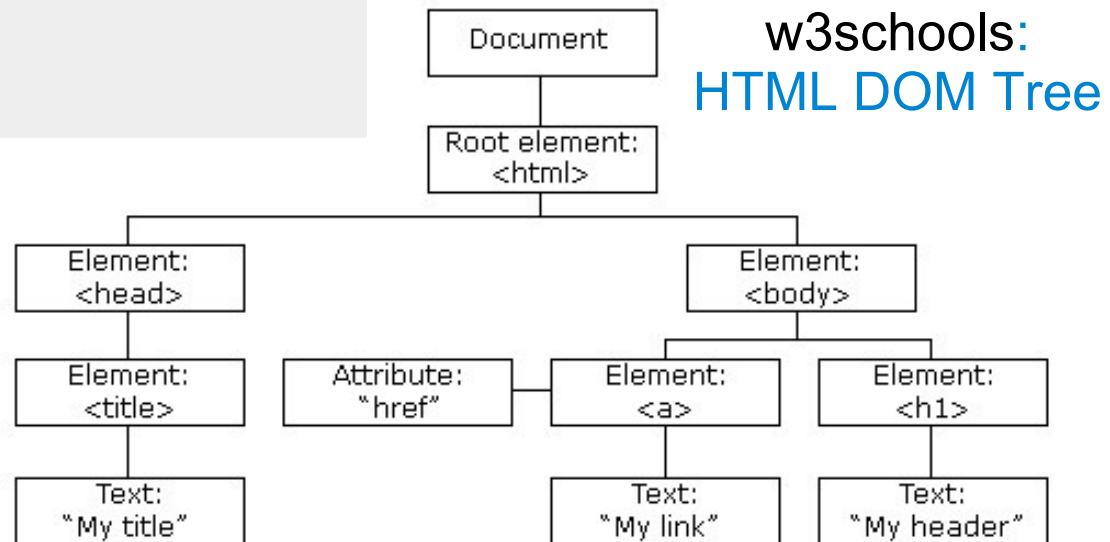 Document
w3schools:
HTML DOM Tree
Root element:
<html>
Element:
<head>
Element:
<body>
Element:
<title>
Attribute:
“href”
Element:
<a>
Element:
<h1>
Text:
“My title”
Text:
“My link”
Text:
“My header”